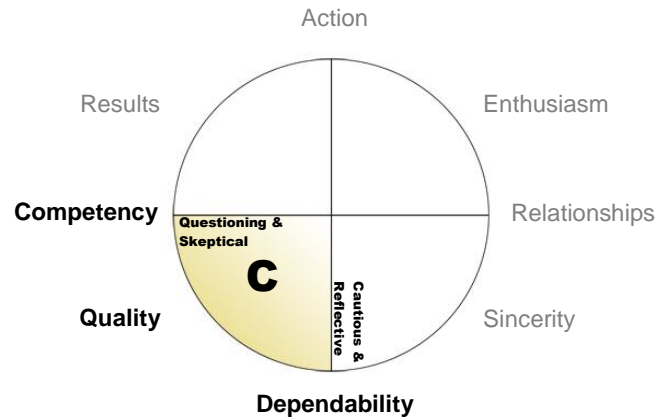 Action
Results
Enthusiasm
Competency
Questioning &
Skeptical
Relationships
C
Cautious &
Reflective
Quality
Sincerity
Dependability